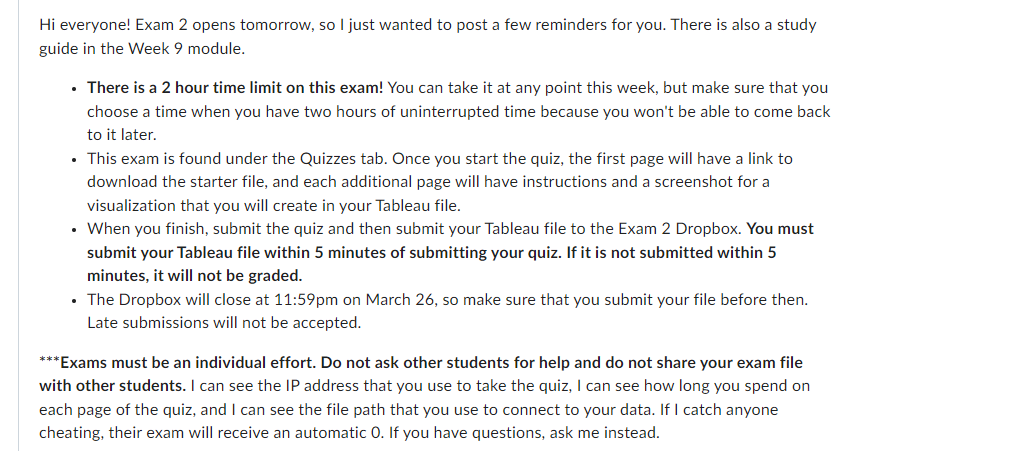 Hi everyone! Exam 2 opens tomorrow, so I just wanted to post a few reminders for you. There is also a study
guide in the Week 9 module.
• There is a 2 hour time limit on this exam! You can take it at any point this week, but make sure that you
choose a time when you have two hours of uninterrupted time because you won't be able to come back
to it later.
• This exam is found under the Quizzes tab. Once you start the quiz, the first page will have a link to
download the starter file, and each additional page will have instructions and a screenshot for a
visualization that you will create in your Tableau file.
• When you finish, submit the quiz and then submit your Tableau file to the Exam 2 Dropbox. You must
submit your Tableau file within 5 minutes of submitting your quiz. If it is not submitted within 5
minutes, it will not be graded.
• The Dropbox will close at 11:59pm on March 26, so make sure that you submit your file before then.
Late submissions will not be accepted.
***Exams must be an individual effort. Do not ask other students for help and do not share your exam file
with other students. I can see the IP address that you use to take the quiz, I can see how long you spend on
each page of the quiz, and I can see the file path that you use to connect to your data. If I catch anyone
cheating, their exam will receive an automatic 0. If you have questions, ask me instead.